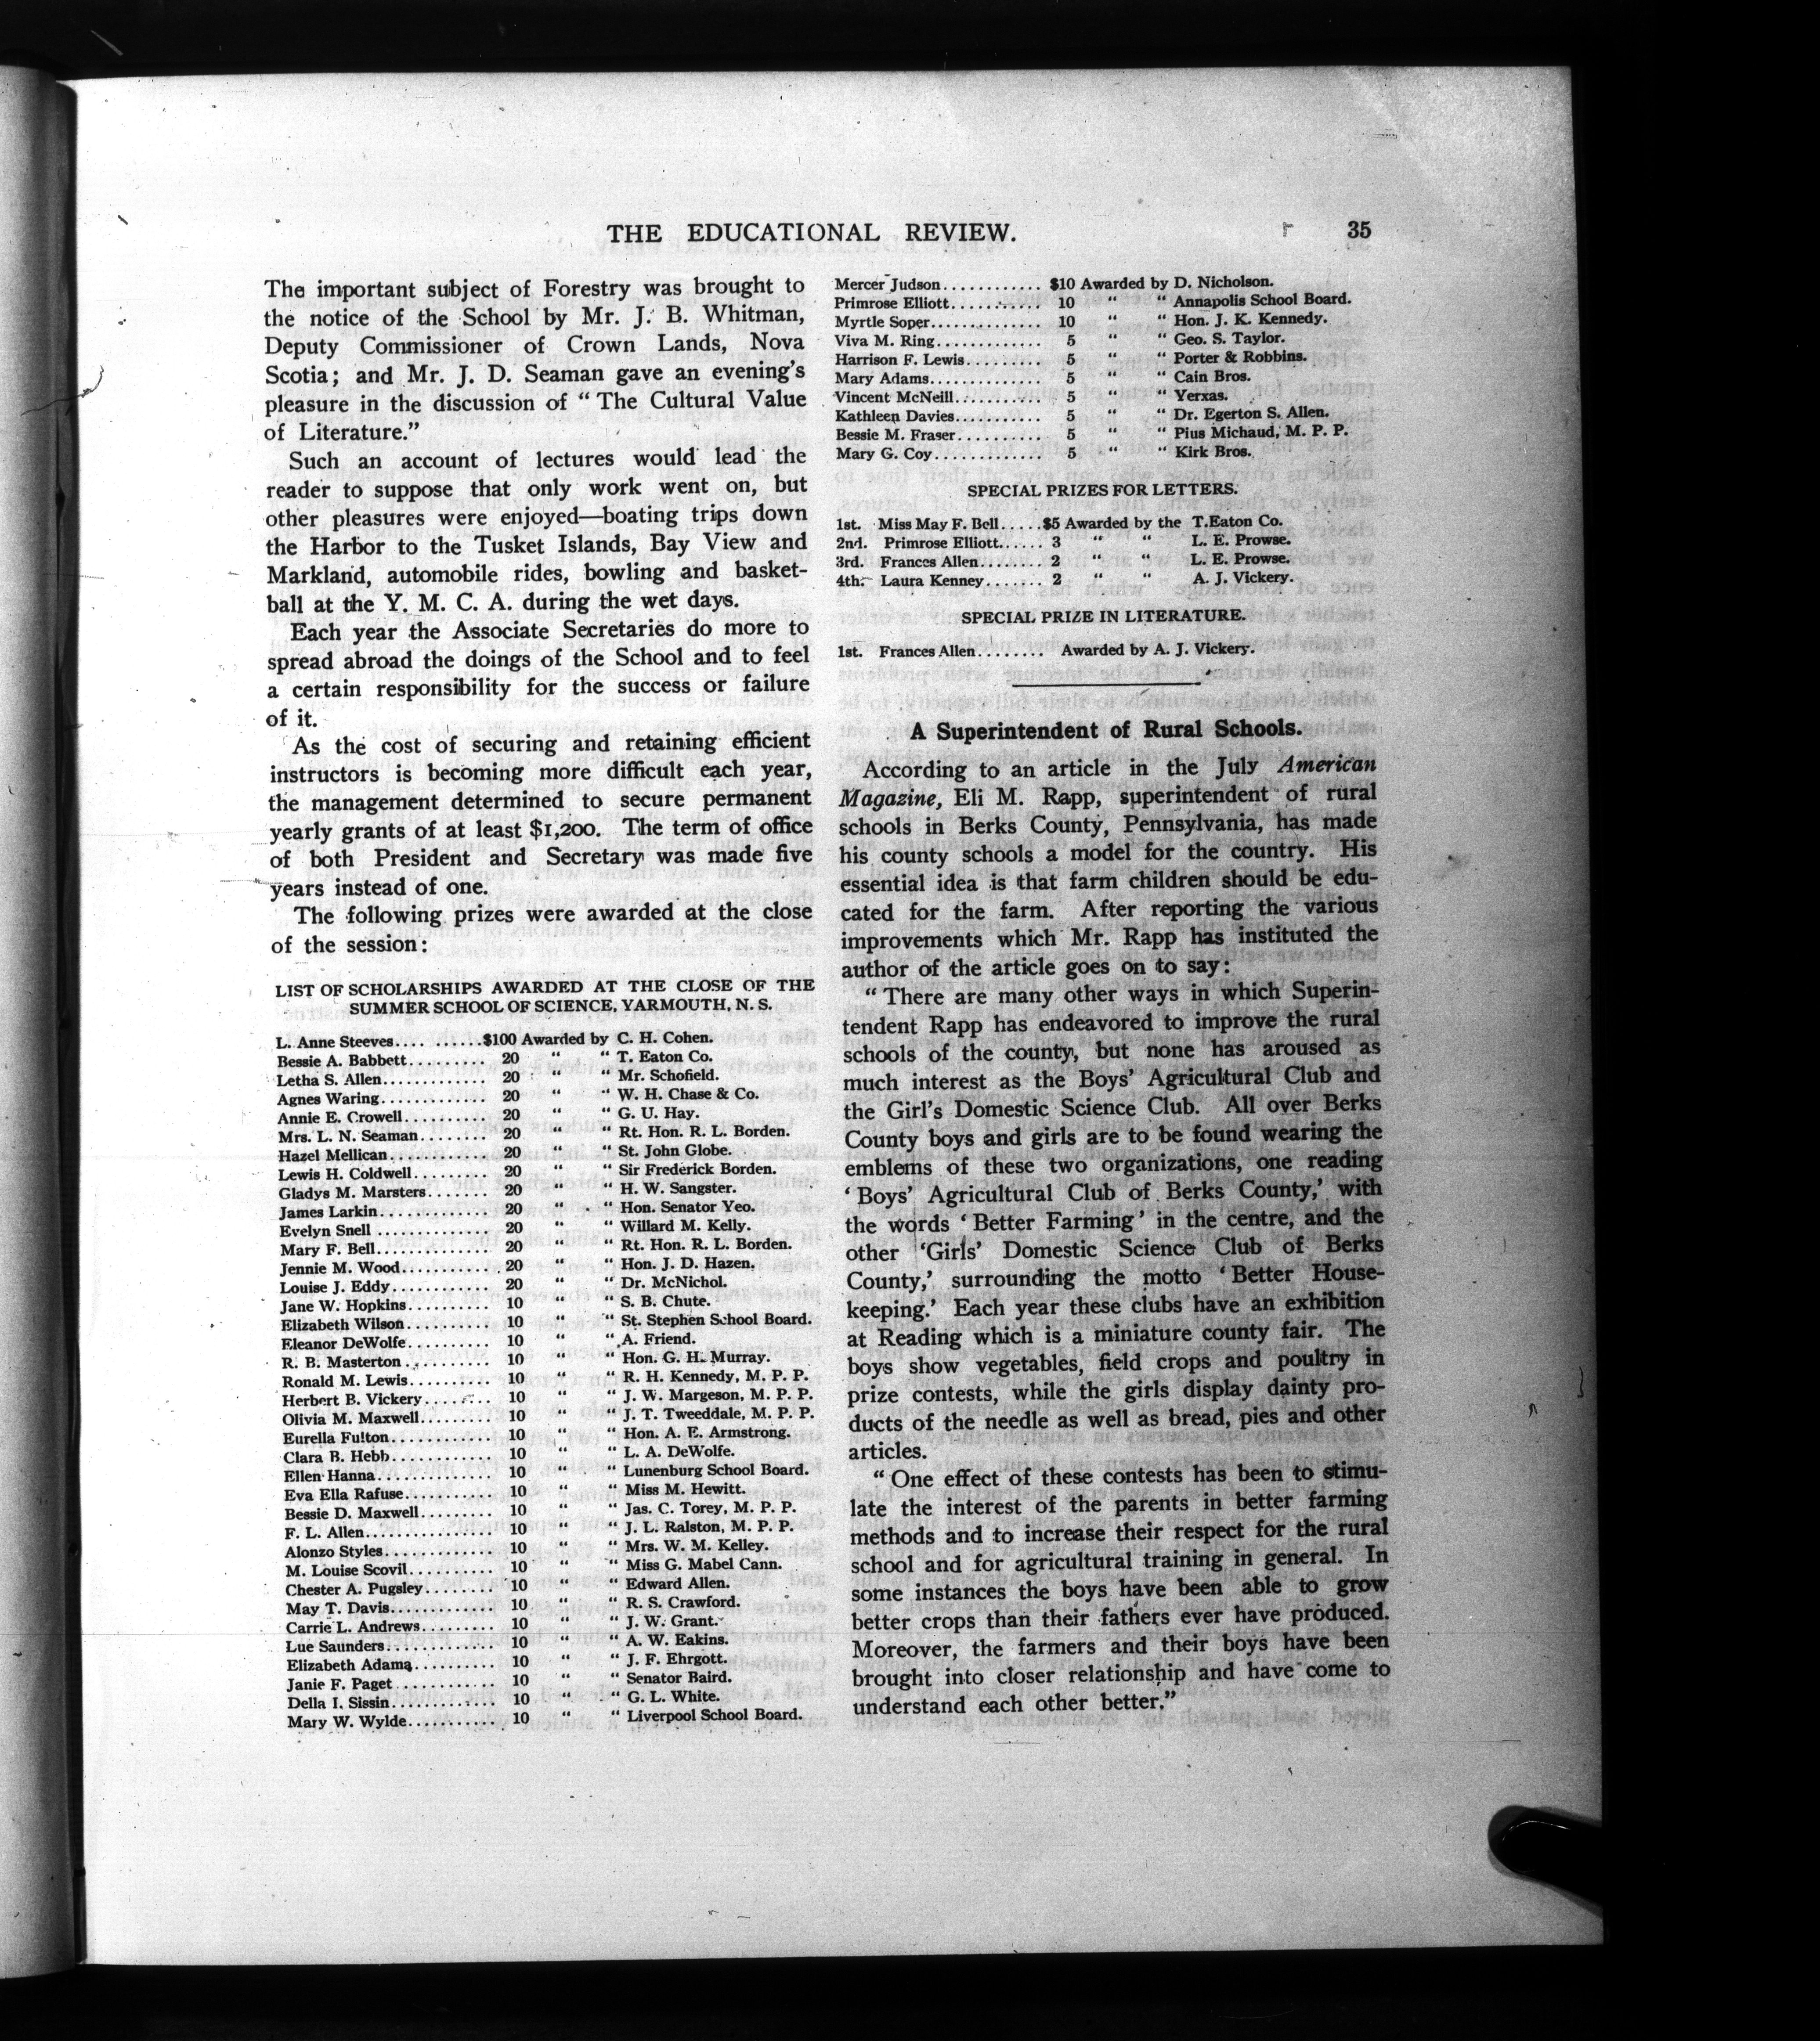 THE EDUCATIONAL REVIEW. 35
The important subject of Forestry was brought to
the notice of the School by Mr. J. B. Whitman,
Deputy Commissioner of Crown Lands, Nova
Scotia; and Mr. J. D. Seaman gave an evening's
pleasure in the discussion of "The Cultural Value
of Literature."
Such an account of lectures would lead the
reader to suppose that only work went on, but
other pleasures were enjoyed—boating trips down
the Harbor to the Tusket Islands, Bay View and
Markland, automobile rides, bowling and basket-
ball at the Y. M. C. A. during the wet days.
Each year the Associate Secretaries do more to
spread abroad the doings of the School and to feel
a certain responsibility for the success or failure
of it.
As the cost of securing and retaining efficient
instructors is becoming more difficult each year,
the management determined to secure permanent
yearly grants of at least $1,200. The term of office
of both President and Secretary was made five
years instead of one.
The following prizes were awarded at the close
of the session:
LIST OF SCHOLARSHIPS AWARDED AT THE CLOSE OF THE
SUMMER SCHOOL OF SCIENCE, YARMOUTH, N. S.
L. Anne Steeves.... ......$100 Awarded by C. H. Cohen.
Bessie A. Babbett......... 20 " " T. Eaton Co.
Letha S. Allen............. 20 " " Mr. Schofield.
Agnes Waring............. 20 " " W. H. Chase & Co.
Annie E. Crowell.......... 20 " " G. U. Hay.
Mrs. L. N. Seaman........ 20 " " Rt. Hon. R. L. Borden.
Hazel Mellican............ 20 " " St. John Globe.
Lewis H. Coldwell......... 20 " " Sir Frederick Borden.
Gladys M. Marsters....... 20 " " H. W. Sangster.
James Larkin............. 20 " " Hon. Senator Yeo.
Evelyn Snell ............. 20 " " Willard M. Kelly.
Mary F. Bell.............. 20 " " Rt. Hon. R. L. Borden.
Jennie M. Wood........... 20 " " Hon. J. D. Hazen.
Louise J. Eddy............ 20 " " Dr. McNichol.
Jane W. Hopkins.......... 10 " " S. B. Chute.
Elizabeth Wilson.......... 10 " " St. Stephen School Board.
Eleanor DeWolfe.......... 10 " " A. Friend.
R. B. Masterton .......... 10 " " Hon. G. H. Murray.
Ronald M. Lewis.......... 10 " " R. H. Kennedy, M. P. P.
Herbert B. Vickery........ 10 " " J. W. Margeson, M. P. P.
Olivia M. Maxwell......... 10 " " J. T. Tweeddale, M. P. P.
Eurella Fulton............ 10 " " Hon. A. E. Armstrong.
Clara B. Hebb............ 10 " " L. A. DeWolfe.
Ellen Hanna.............. 10 " " Lunenburg School Board.
Eva Ella Rafuse........... 10 " " Miss M. Hewitt.
Bessie D. Maxwell......... 10 " " Jas. C. Torey, M. P. P.
F. L. Allen................ 10 " " J. L. Ralston, M. P. P.
Alonzo Styles............. 10 " " Mrs. W. M. Kelley.
M. Louise Scovil.......... 10 " " Miss G. Mabel Cann.
Chester A. Pugsley........ 10 " " Edward Allen.
May T. Davis............. 10 " " R. S. Crawford.
Carrie L. Andrews......... 10 " " J. W. Grant.
Lue Saunders............. 10 " " A. W. Eakins.
Elizabeth Adams.......... 10 " " J. F. Ehrgott.
Janie F. Paget............ 10 " " Senator Baird.
Della I. Sissin............. 10 " " G. L. White.
Mary W. Wylde........... 10 " " Liverpool School Board.
Mercer Judson............ $10 Awarded by D. Nicholson.
Primrose Elliott........... 10 " " Annapolis School Board.
Myrtle Soper.............. 10 " " Hon. J. K. Kennedy.
Viva M. Ring............. 5 " " Geo. S. Taylor.
Harrison F. Lewis......... 5 " " Porter & Robbins.
Mary Adams.............. 5 " " Cain Bros.
Vincent McNeill........... 5 " " Yerxas.
Kathleen Davies........... 5 " " Dr. Egerton S. Allen.
Bessie M. Fraser.......... 5 " " Pius Michaud, M. P. P.
Mary G. Coy............. 5 " " Kirk Bros.
SPECIAL PRIZES FOR LETTERS.
1st. Miss May F. Bell.....$5 Awarded by the T.Eaton Co.
2nd. Primrose Elliott...... 3 " " L. E. Prowse.
3rd. Frances Allen........ 2 " " L. E. Prowse.
4th. Laura Kenney....... 2 " " A. J. Vickery.
SPECIAL PRIZE IN LITERATURE.
1st. Frances Allen........ Awarded by A. J. Vickery.
A Superintendent of Rural Schools.
According to an article in the July American
Magazine, Eli M. Rapp, superintendent of rural
schools in Berks County, Pennsylvania, has made
his county schools a model for the country. His
essential idea is that farm children should be edu-
cated for the farm. After reporting the various
improvements which Mr. Rapp has instituted the
author of the article goes on to say:
"There are many other ways in which Superin-
tendent Rapp has endeavored to improve the rural
schools of the county, but none has aroused as
much interest as the Boys' Agricultural Club and
the Girl's Domestic Science Club. All over Berks
County boys and girls are to be found wearing the
emblems of these two organizations, one reading
'Boys' Agricultural Club of Berks County,' with
the words 'Better Farming' in the centre, and the
other 'Girls' Domestic Science Club of Berks
County,' surrounding the motto 'Better House-
keeping.' Each year these clubs have an exhibition
at Reading which is a miniature county fair. The
boys show vegetables, field crops and poultry in
prize contests, while the girls display dainty pro-
ducts of the needle as well as bread, pies and other
articles.
"One effect of these contests has been to stimu-
late the interest of the parents in better farming
methods and to increase their respect for the rural
school and for agricultural training in general. In
some instances the boys have been able to grow
better crops than their fathers ever have produced.
Moreover, the farmers and their boys have been
brought into closer relationship and have come to
understand each other better."